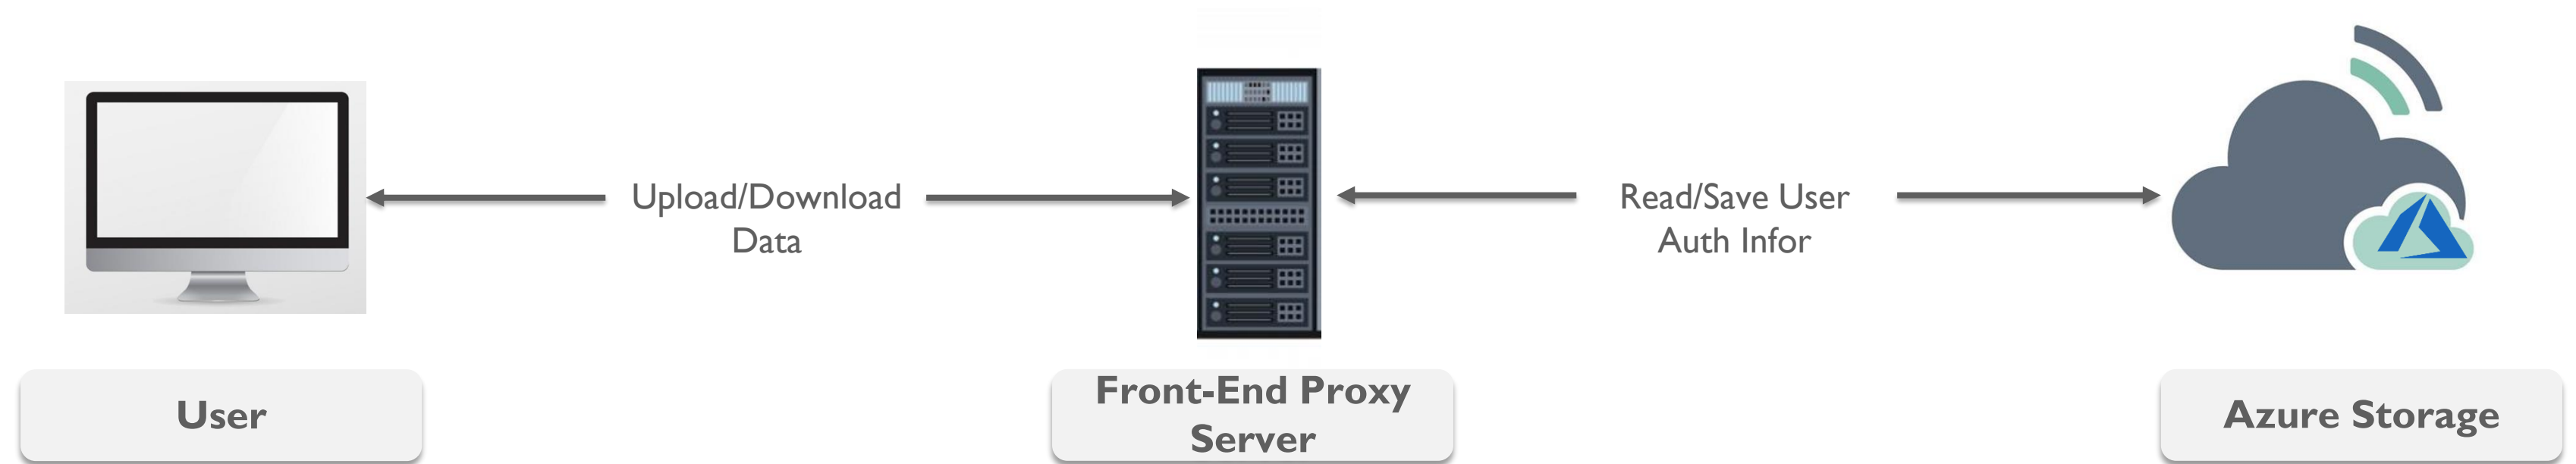 Upload/Download
Data
Read/Save User
Auth Infor
User
Front-End Proxy
Server
Azure Storage